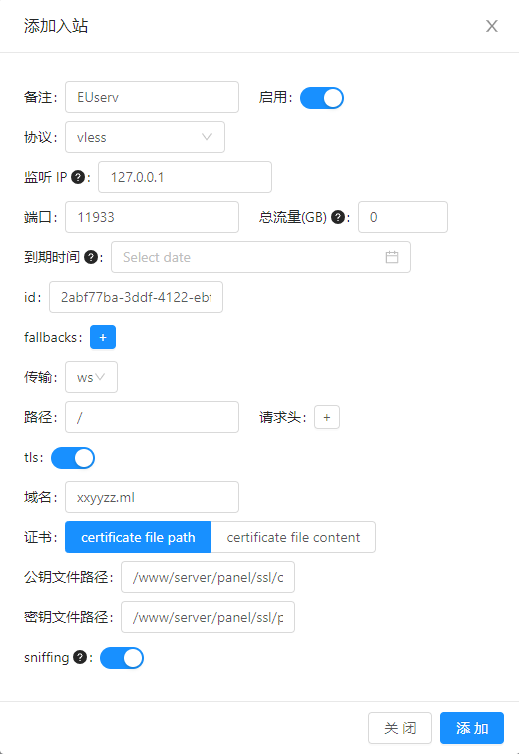 添加入站
备注： EUserv 启用：
协议： vless
监听 IP ?： 127.0.0.1
端口： 11933 总流量(GB) ?： 0
到期时间 ?： Select date
id： 2abf77ba-3ddf-4122-eb
fallbacks： +
传输： ws
路径： / 请求头： +
tls：
域名： xxyyzz.ml
证书： certificate file path certificate file content
公钥文件路径： /www/server/panel/ssl/c
密钥文件路径： /www/server/panel/ssl/p
sniffing ?：
关 闭 添 加